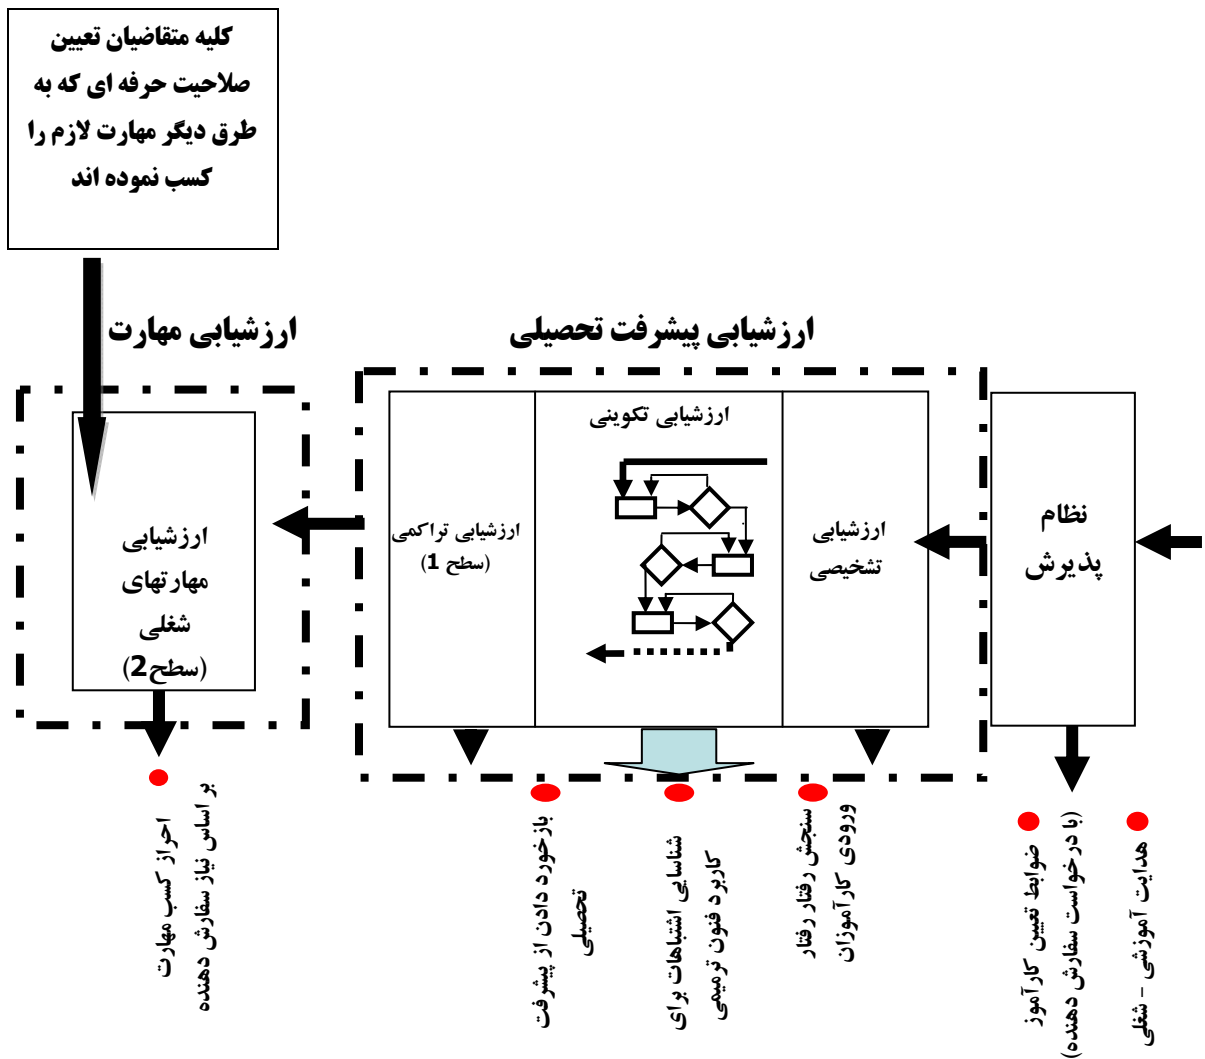 کلیه متقاضیان تعیین
صلاحیت حرفه ای که به
طرق دیگر مهارت لازم را
کسب نموده اند
ارزشیابی پیشرفت تحصیلی
ارزشیابی مهارت
نظام
پذیرش
ارزشیابی
تشخیصی
ارزشیابی تکوینی
ارزشیابی تراکمی
(سطح 1)
ارزشیابی
مهارتهای
شغلی
(سطح2)
هدایت آموزشی - شغلی
ضوابط تعیین کارآموز
(با درخواست سفارش دهنده)
سنجش رفتار رفتار
ورودی کارآموزان
شناسایی اشتباهات برای
کاربرد فنون ترمیمی
بازخورد دادن از پیشرفت
تحصیلی
احراز کسب مهارت
بر اساس نیاز سفارش دهنده